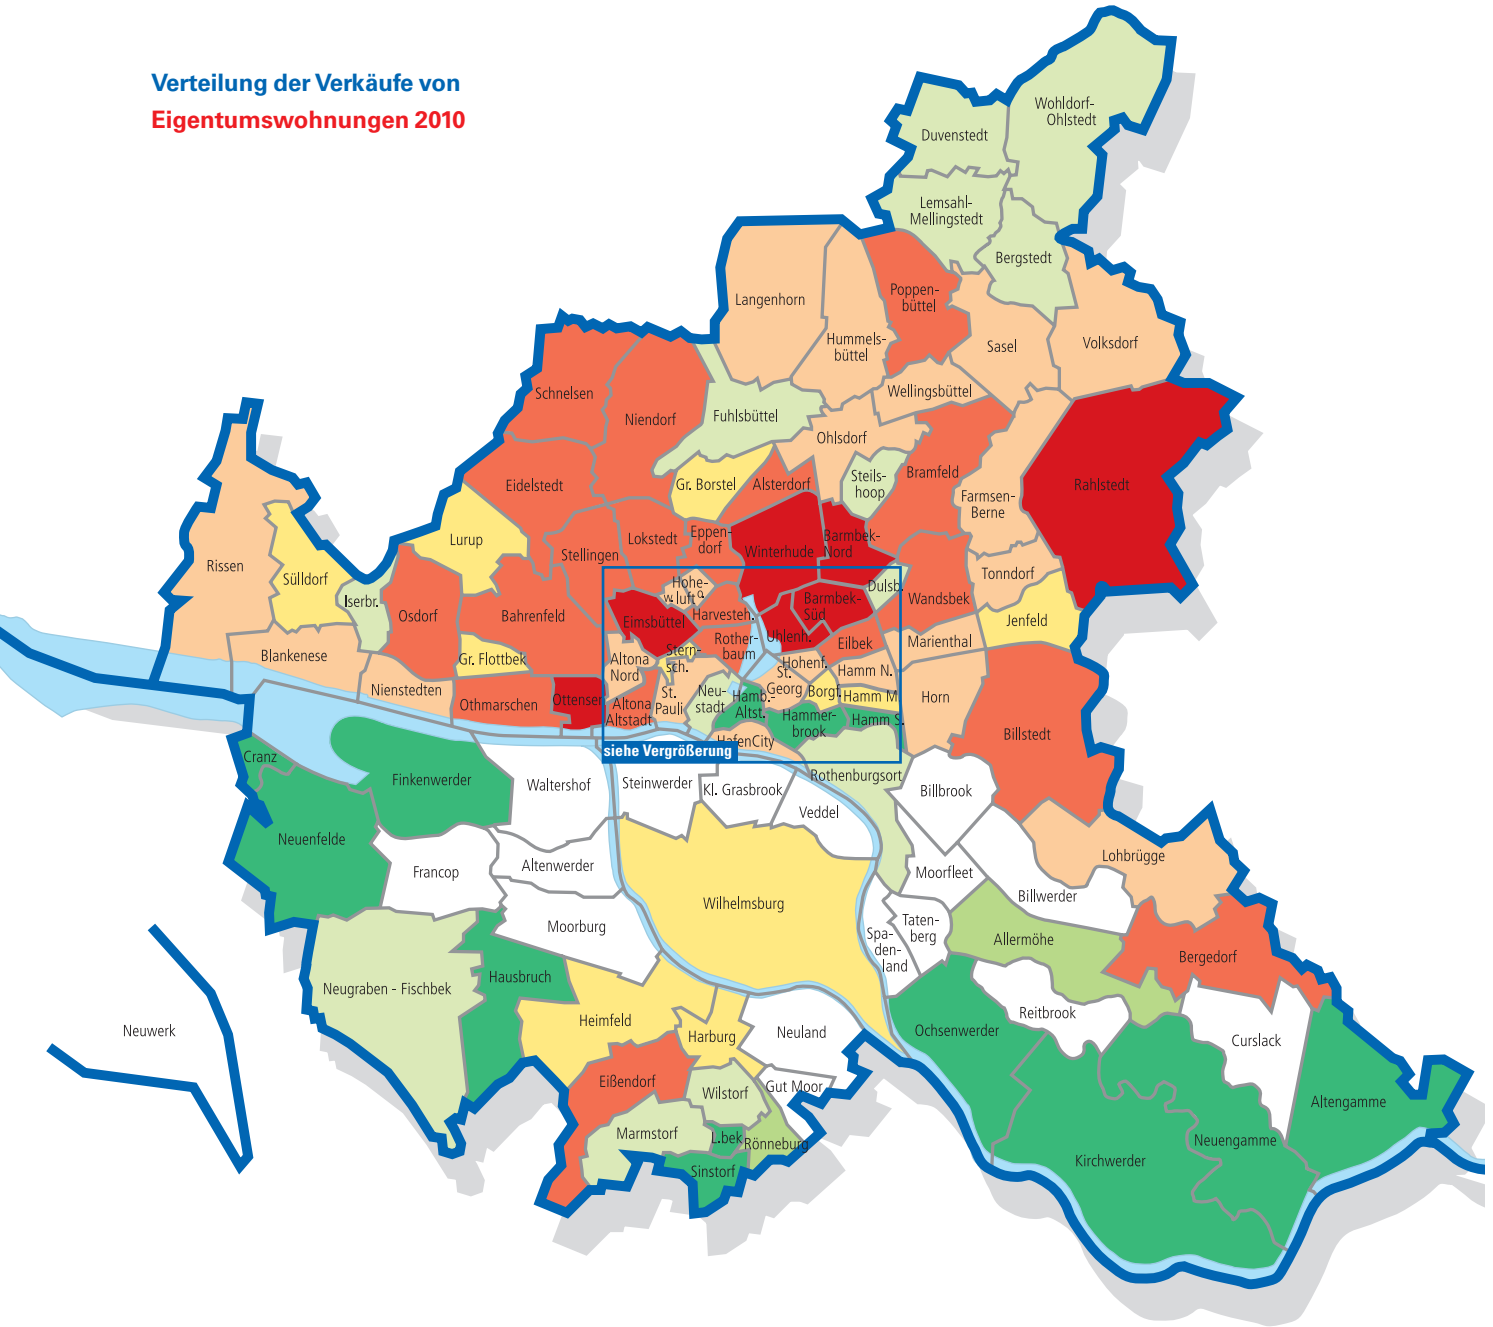 Verteilung der Verkäufe von
Eigentumswohnungen 2010
Wohldorf-
Ohlstedt
Duvenstedt
Lemsahl-
Mellingstedt
Bergstedt
Poppen-
büttel
Langenhorn
Hummels-
büttel
Sasel
Volksdorf
Wellingsbüttel
Schnelsen
Niendorf
Fuhlsbüttel
Ohlsdorf
Bramfeld
Steils-
hoop
Farmsen-
Berne
Rahlstedt
Eidelstedt
Gr. Borstel
Alsterdorf
Lurup
Stellingen
Lokstedt
Eppen-
dorf
Winterhude
Barmbek-
Nord
Tonndorf
Rissen
Sülldorf
Iserbr.
Osdorf
Bahrenfeld
Hohe-
w.luft o.
Dulsb.
Wandsbek
Eimsbüttel
Harvesteh.
Barmbek-
Süd
Jenfeld
Uhlenh.
Eilbek
Marienthal
Blankenese
Gr. Flottbek
Altona
Nord
Stern-
sch.
Rother-
baum
Hohenf.
Hamm N.
Nienstedten
Othmarschen
Ottensen
Altona
Altstadt
St.
Pauli
Neu-
stadt
Hamb.-
Altst.
St.
Georg
Borgf.
Hamm M.
Horn
Hammer-
brook
Hamm S.
HafenCity
siehe Vergrößerung
Billstedt
Cranz
Finkenwerder
Waltershof
Steinwerder
Kl. Grasbrook
Veddel
Rothenburgsort
Billbrook
Neuenfelde
Francop
Altenwerder
Moorfleet
Lohbrügge
Billwerder
Wilhelmsburg
Moorburg
Spa-
den-
land
Taten-
berg
Allermöhe
Bergedorf
Neugraben - Fischbek
Hausbruch
Heimfeld
Harburg
Neuland
Ochsenwerder
Reitbrook
Curslack
Neuwerk
Eißendorf
Wilstorf
Gut Moor
Altengamme
Marmstorf
L.bek
Rönneburg
Sinstorf
Neuengamme
Kirchwerder